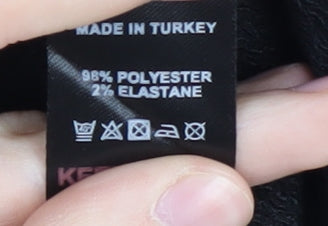 MADE IN TURKEY
98% POLYESTER
2% ELASTANE